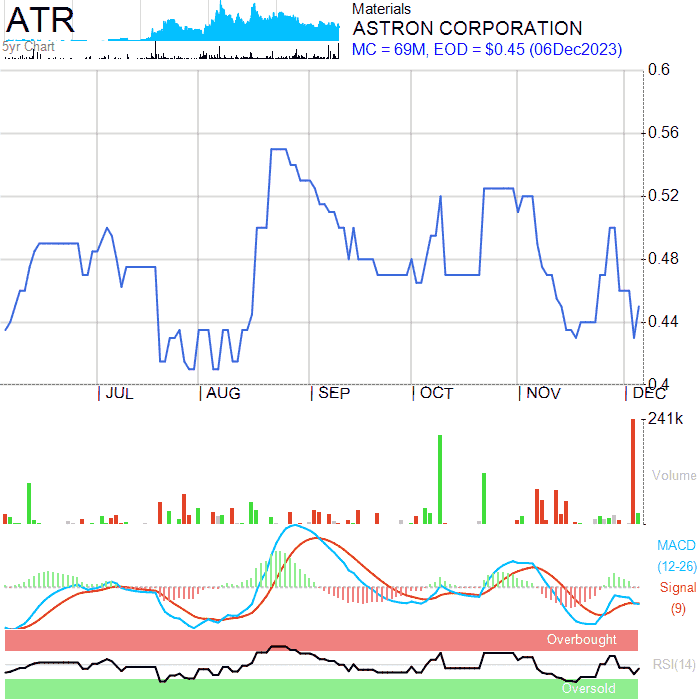 ATR
5yr Chart
Materials
ASTRON CORPORATION
MC = 69M, EOD = $0.45 (06Dec2023)
0.6
0.56
0.52
0.48
0.44
0.4
JUL AUG SEP OCT NOV DEC
241k
Volume
MACD
(12-26)
Signal
(9)
Overbought
RSI(14)
Oversold